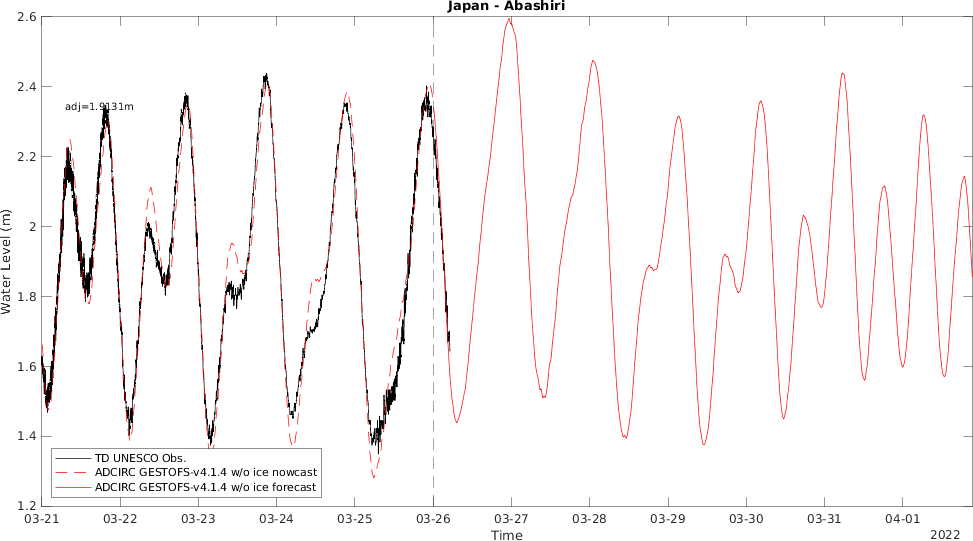 Japan - Abashiri
2.6
2.4
2.2
2
1.8
1.6
1.4
1.2
Water Level (m)
adj=1.9131m
TD UNESCO Obs.
ADCIRC GESTOFS-v4.1.4 w/o ice nowcast
ADCIRC GESTOFS-v4.1.4 w/o ice forecast
03-21 03-22 03-23 03-24 03-25 03-26 03-27 03-28 03-29 03-30 03-31 04-01
Time
2022